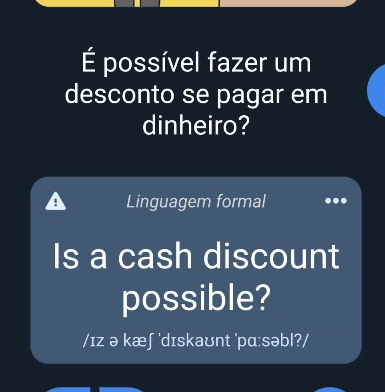 É possível fazer um
desconto se pagar em
dinheiro?
Linguagem formal
Is a cash discount
possible?
/ɪz ə kæʃ ˈdɪskaʊnt ˈpɑːsəbl?/